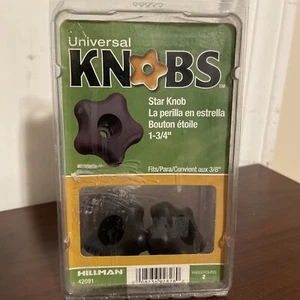 Universal
KNOBS
Star Knob
La perilla en estrella
Bouton étoile
1-3/4"
Fits/Para/Convient aux 3/8"
HILLMAN
42091
2